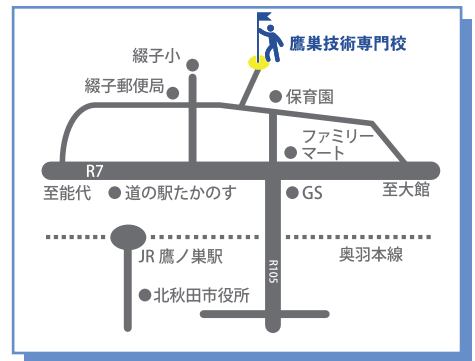 鷹巣技術専門校
綴子小
綴子郵便局
保育園
ファミリー
マート
R7
至能代
道の駅たかのす
GS
至大館
JR 鷹ノ巣駅
奥羽本線
R105
北秋田市役所